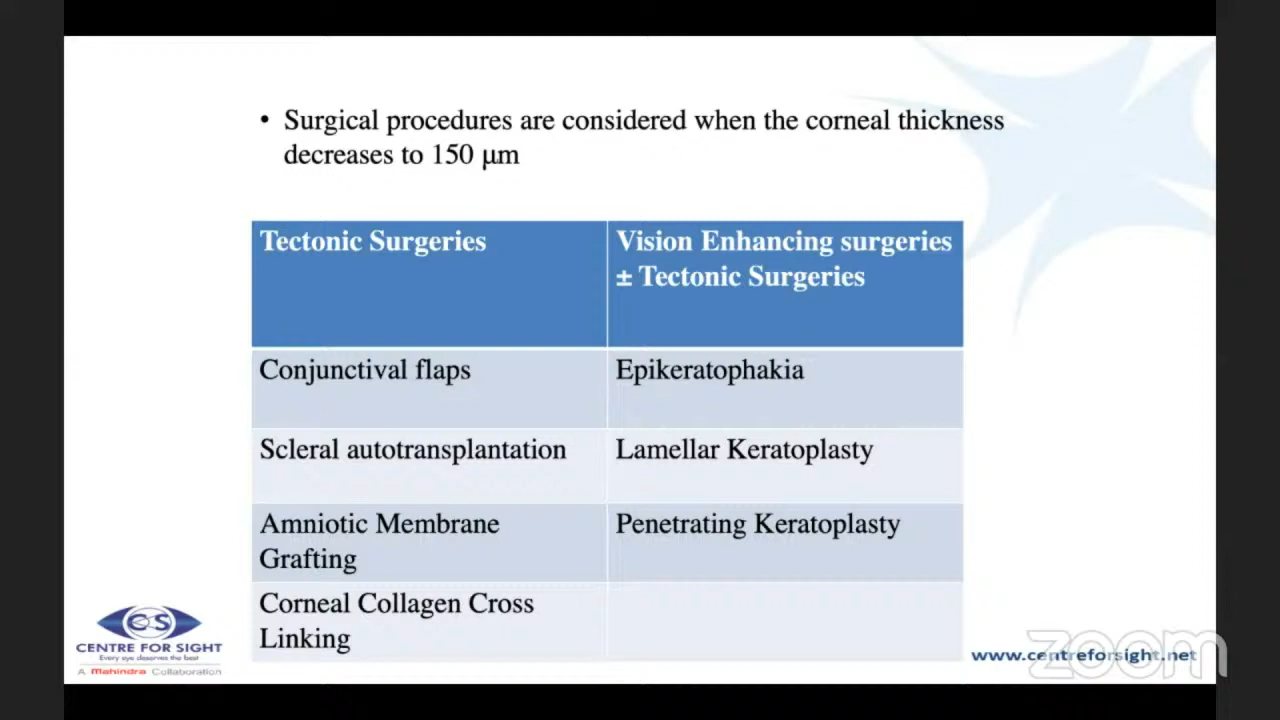 • Surgical procedures are considered when the corneal thickness
decreases to 150 μm
Tectonic Surgeries
Vision Enhancing surgeries
± Tectonic Surgeries
Conjunctival flaps
Epikeratophakia
Scleral autotransplantation
Lamellar Keratoplasty
Amniotic Membrane
Grafting
Penetrating Keratoplasty
Corneal Collagen Cross
Linking
CS
CENTRE FOR SIGHT
Every eye deserves the best
A Mahindra Collaboration
www.centreforsight.net
zoom